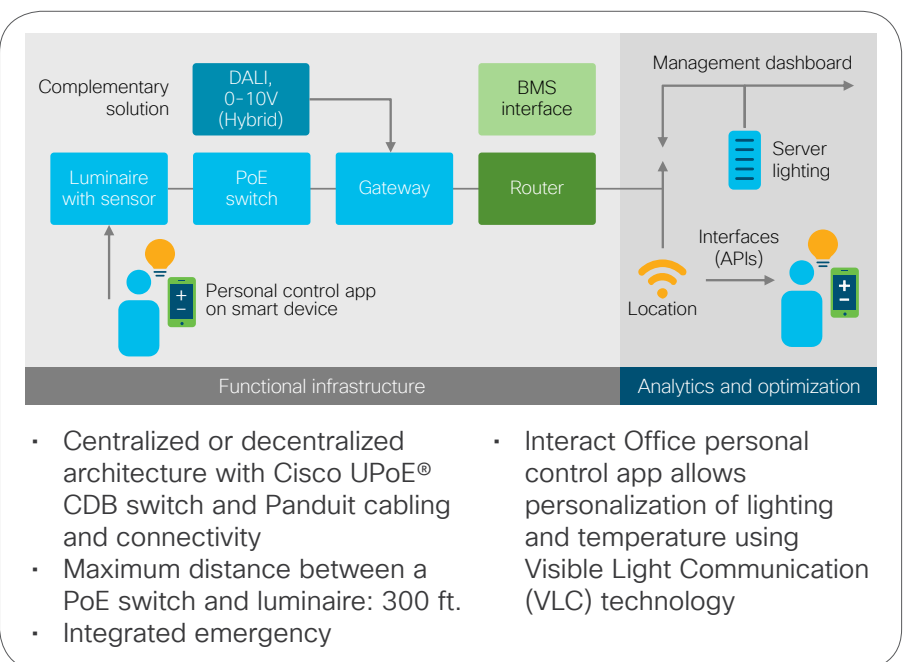 Complementary
solution
DALI,
0-10V
(Hybrid)
BMS
interface
Management dashboard
Luminaire
with sensor
PoE
switch
Gateway
Router
Server
lighting
Personal control app
on smart device
Interfaces
(APIs)
Location
Functional infrastructure
Analytics and optimization
· Centralized or decentralized
architecture with Cisco UPoE®
CDB switch and Panduit cabling
and connectivity
· Maximum distance between a
PoE switch and luminaire: 300 ft.
· Integrated emergency
· Interact Office personal
control app allows
personalization of lighting
and temperature using
Visible Light Communication
(VLC) technology